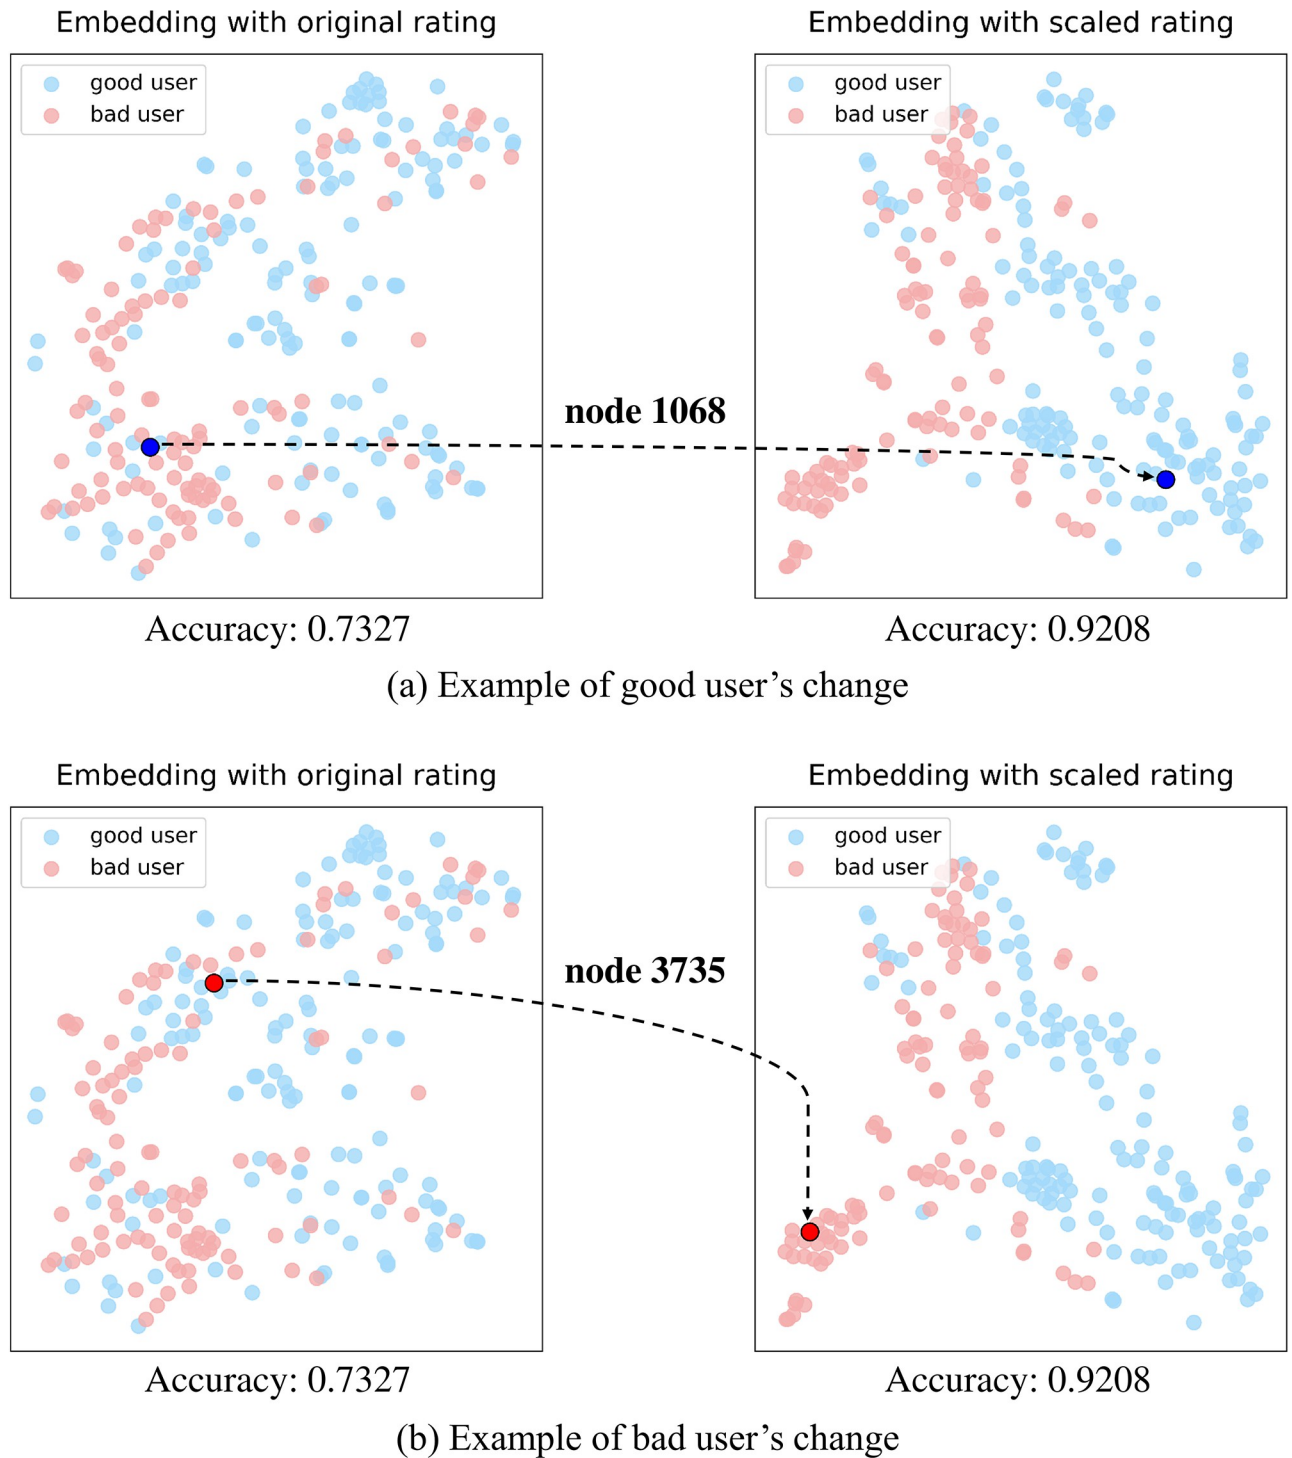 Embedding with original rating
Embedding with scaled rating
good user
bad user
good user
bad user
node 1068
Accuracy: 0.7327
Accuracy: 0.9208
(a) Example of good user’s change
Embedding with original rating
Embedding with scaled rating
good user
bad user
good user
bad user
node 3735
Accuracy: 0.7327
Accuracy: 0.9208
(b) Example of bad user’s change